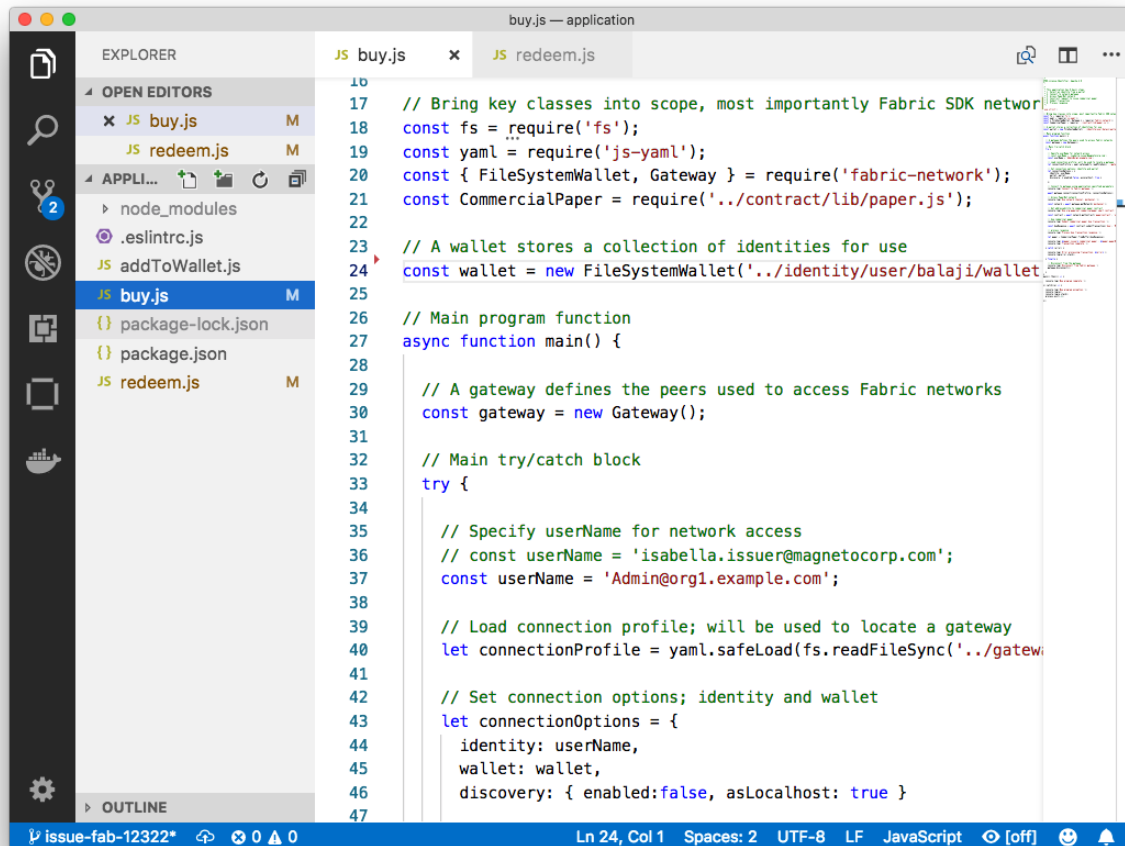 buy.js — application
EXPLORER
JS buy.js ×
JS redeem.js
OPEN EDITORS
× JS buy.js M
JS redeem.js M
APPLI...
node_modules
.eslintrc.js
JS addToWallet.js
JS buy.js M
{} package-lock.json
{} package.json
JS redeem.js M
OUTLINE
2
16
17 // Bring key classes into scope, most importantly Fabric SDK networ
18 const fs = require('fs');
19 const yaml = require('js-yaml');
20 const { FileSystemWallet, Gateway } = require('fabric-network');
21 const CommercialPaper = require('../contract/lib/paper.js');
22
23 // A wallet stores a collection of identities for use
24 const wallet = new FileSystemWallet('../identity/user/balaji/wallet
25
26 // Main program function
27 async function main() {
28
29 // A gateway defines the peers used to access Fabric networks
30 const gateway = new Gateway();
31
32 // Main try/catch block
33 try {
34
35 // Specify userName for network access
36 // const userName = 'isabella.issuer@magnetocorp.com';
37 const userName = 'Admin@org1.example.com';
38
39 // Load connection profile; will be used to locate a gateway
40 let connectionProfile = yaml.safeLoad(fs.readFileSync('../gatewa
41
42 // Set connection options; identity and wallet
43 let connectionOptions = {
44 identity: userName,
45 wallet: wallet,
46 discovery: { enabled:false, asLocalhost: true }
47
issue-fab-12322* 0 0 Ln 24, Col 1 Spaces: 2 UTF-8 LF JavaScript [off]